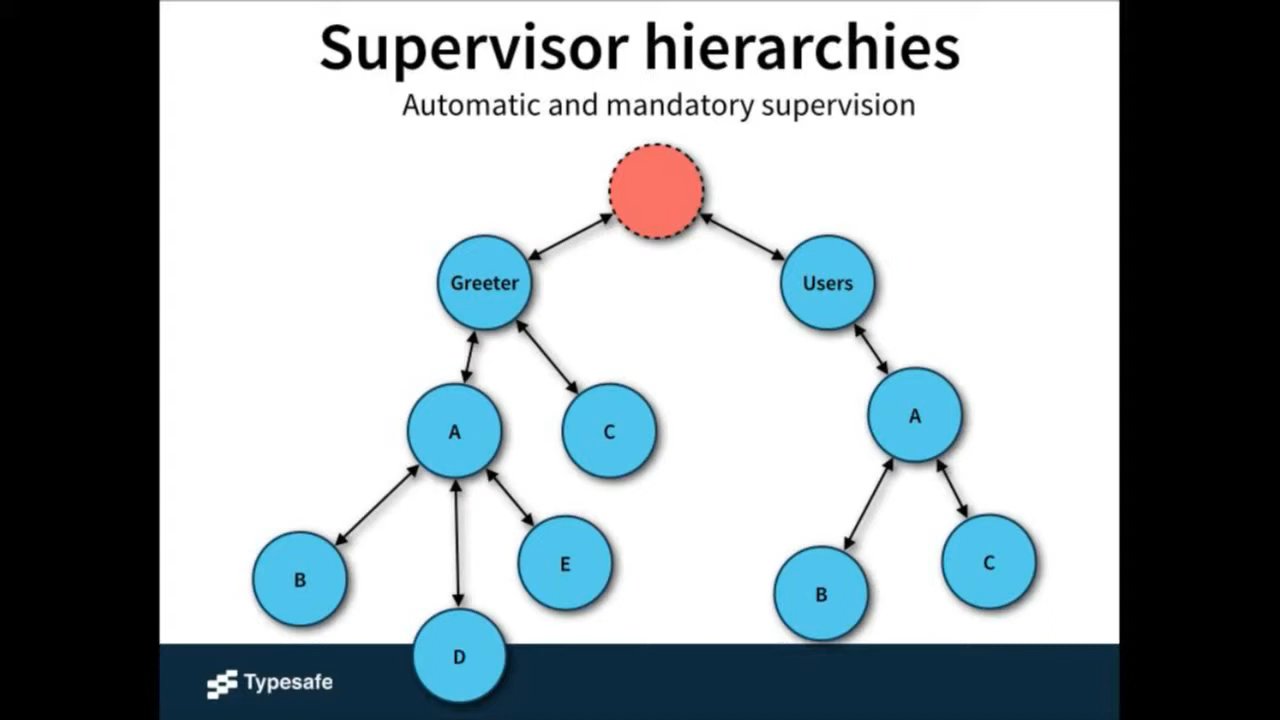 Supervisor hierarchies
Automatic and mandatory supervision
Greeter
Users
A
C
A
B
E
C
B
D
Typesafe